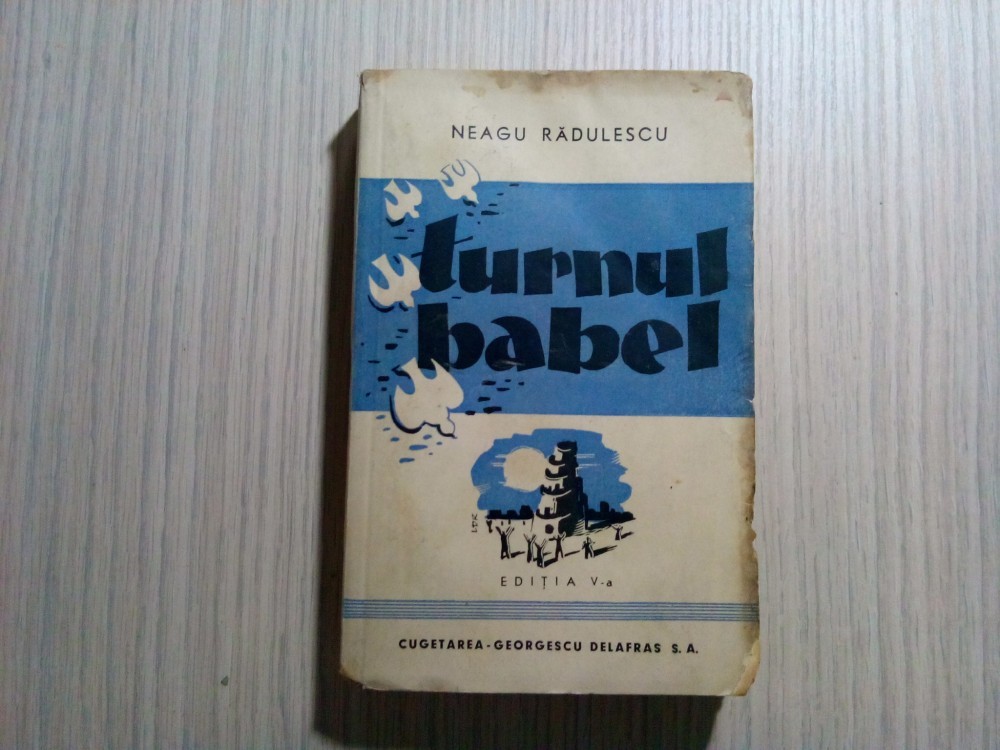 NEAGU RĂDULESCU
turnul
babel
EDIȚIA V-a
CUGETAREA-GEORGESCU DELAFRAS S. A.